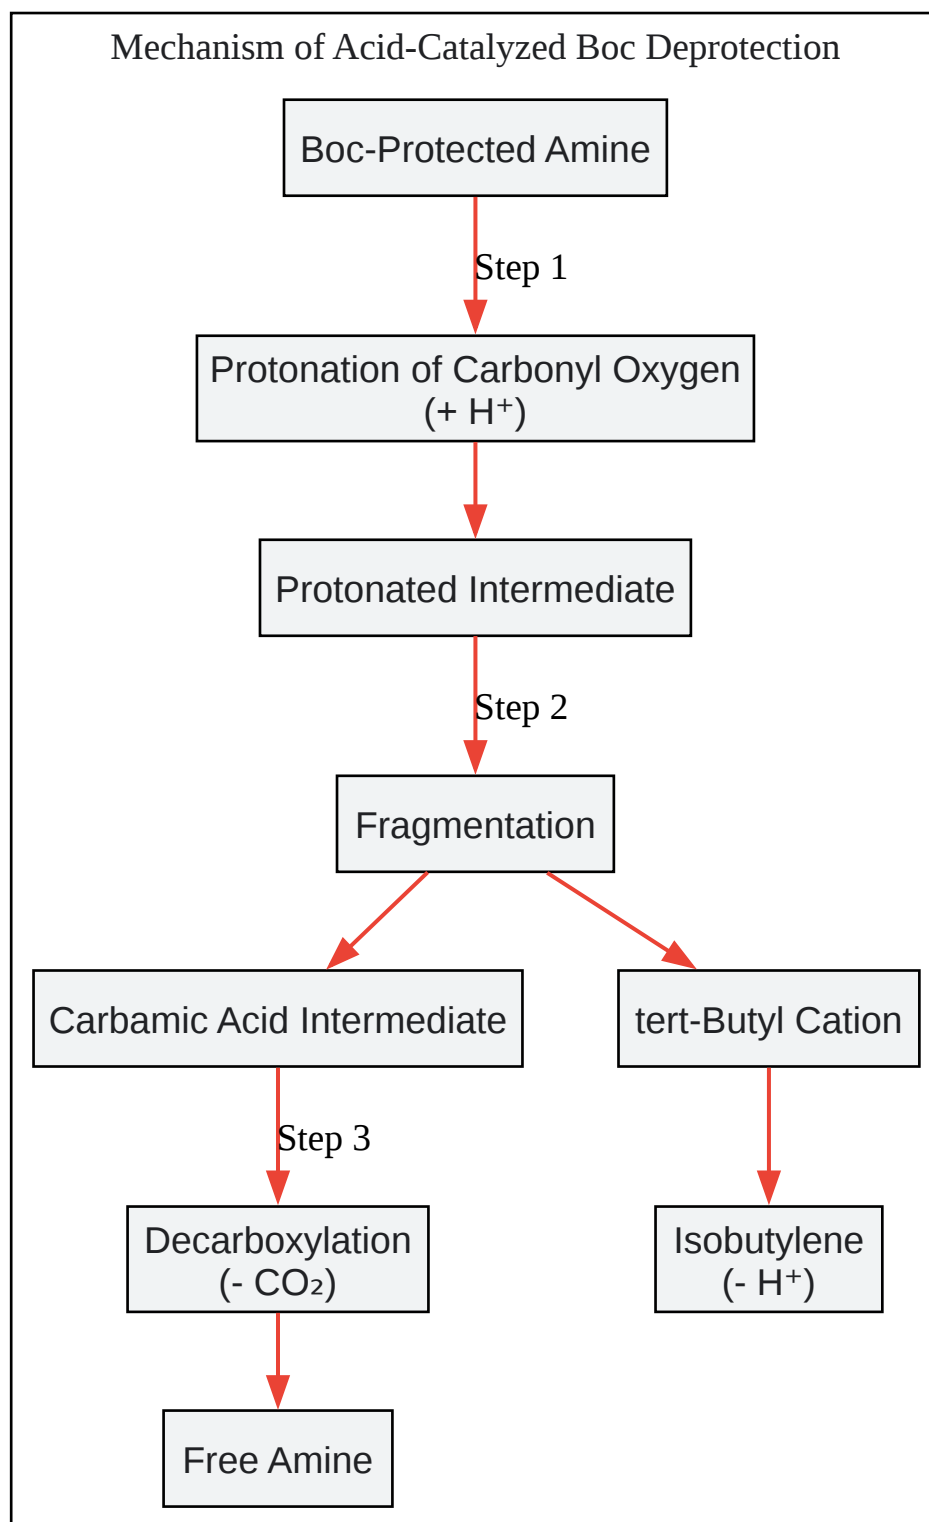 Mechanism of Acid-Catalyzed Boc Deprotection
Boc-Protected Amine
Step 1
Protonation of Carbonyl Oxygen
(+ H⁺)
Protonated Intermediate
Step 2
Fragmentation
Carbamic Acid Intermediate
tert-Butyl Cation
Step 3
Decarboxylation
(- CO₂)
Isobutylene
(- H⁺)
Free Amine